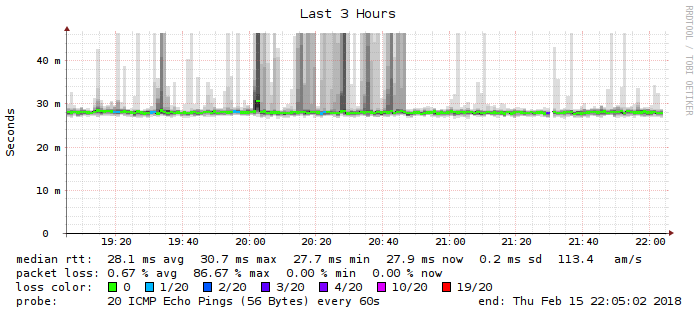 Last 3 Hours
RRDTOOL / TOBI OETIKER
Seconds
40 m
30 m
20 m
10 m
0
19:20 19:40 20:00 20:20 20:40 21:00 21:20 21:40 22:00
median rtt: 28.1 ms avg 30.7 ms max 27.7 ms min 27.9 ms now 0.2 ms sd 113.4 am/s
packet loss: 0.67 % avg 86.67 % max 0.00 % min 0.00 % now
loss color: 0 1/20 2/20 3/20 4/20 10/20 19/20
probe: 20 ICMP Echo Pings (56 Bytes) every 60s end: Thu Feb 15 22:05:02 2018